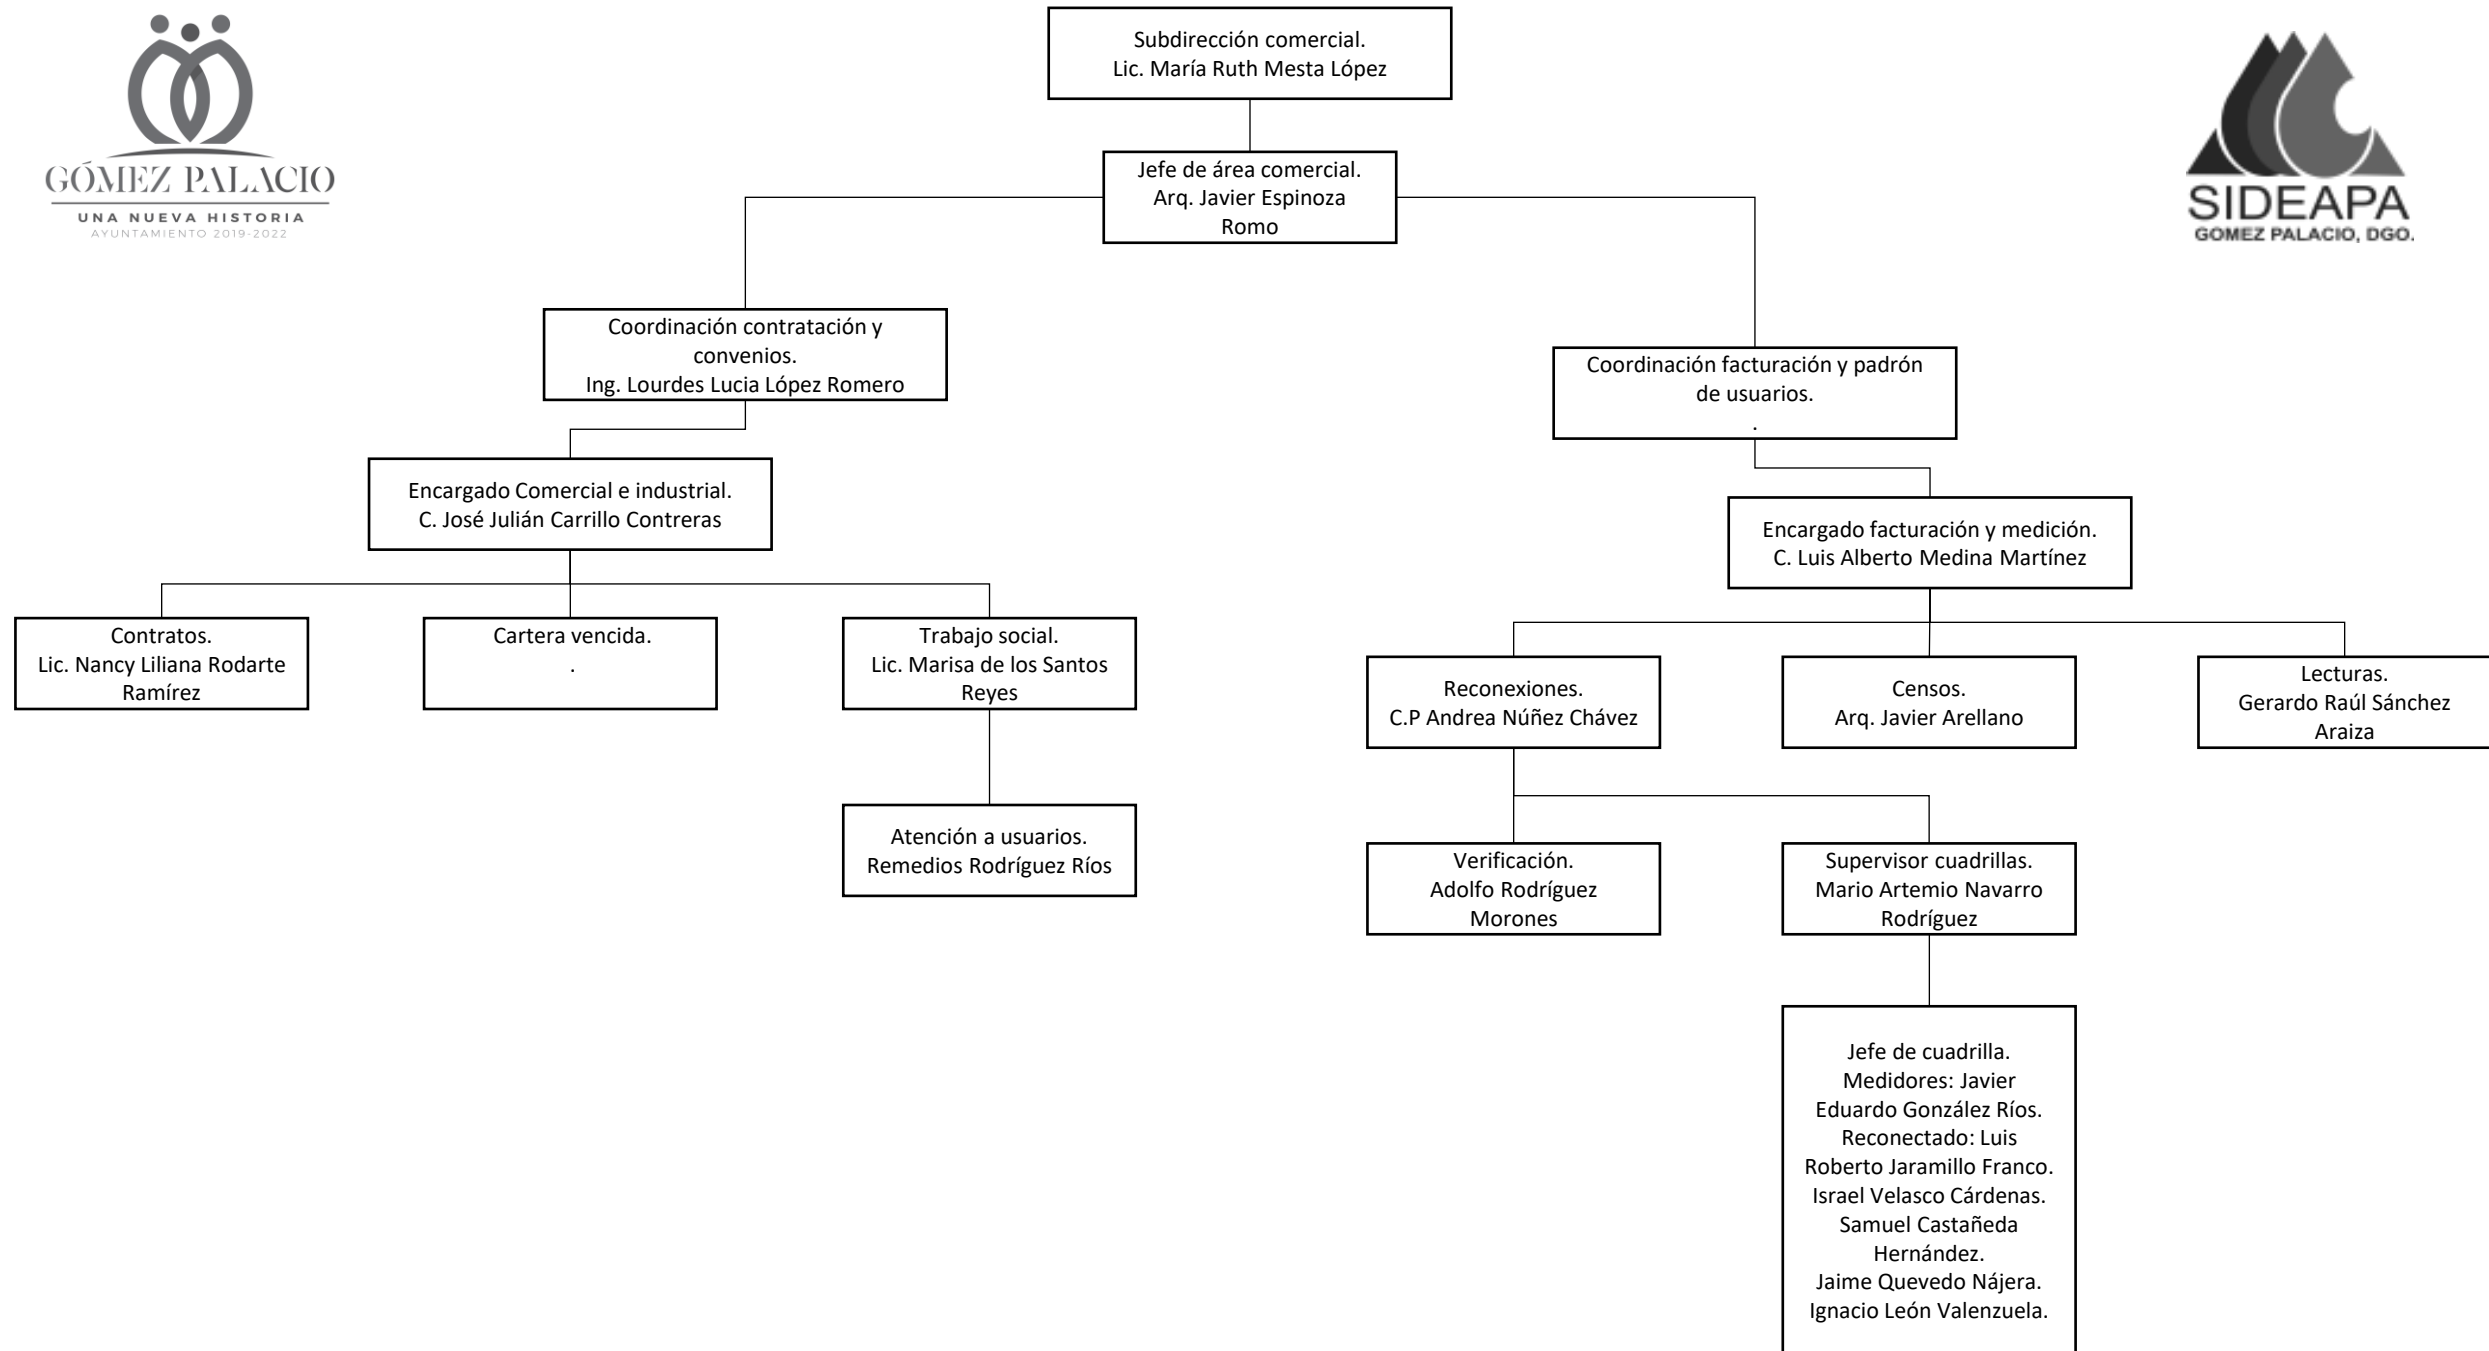 GÓMEZ PALACIO
UNA NUEVA HISTORIA
AYUNTAMIENTO 2019-2022
Subdirección comercial.
Lic. María Ruth Mesta López
SIDEAPA
GOMEZ PALACIO, DGO.
Jefe de área comercial.
Arq. Javier Espinoza
Romo
Coordinación contratación y
convenios.
Ing. Lourdes Lucia López Romero
Coordinación facturación y padrón
de usuarios.
.
Encargado Comercial e industrial.
C. José Julián Carrillo Contreras
Encargado facturación y medición.
C. Luis Alberto Medina Martínez
Contratos.
Lic. Nancy Liliana Rodarte
Ramírez
Cartera vencida.
.
Trabajo social.
Lic. Marisa de los Santos
Reyes
Reconexiones.
C.P Andrea Núñez Chávez
Censos.
Arq. Javier Arellano
Lecturas.
Gerardo Raúl Sánchez
Araiza
Atención a usuarios.
Remedios Rodríguez Ríos
Verificación.
Adolfo Rodríguez
Morones
Supervisor cuadrillas.
Mario Artemio Navarro
Rodríguez
Jefe de cuadrilla.
Medidores: Javier
Eduardo González Ríos.
Reconectado: Luis
Roberto Jaramillo Franco.
Israel Velasco Cárdenas.
Samuel Castañeda
Hernández.
Jaime Quevedo Nájera.
Ignacio León Valenzuela.